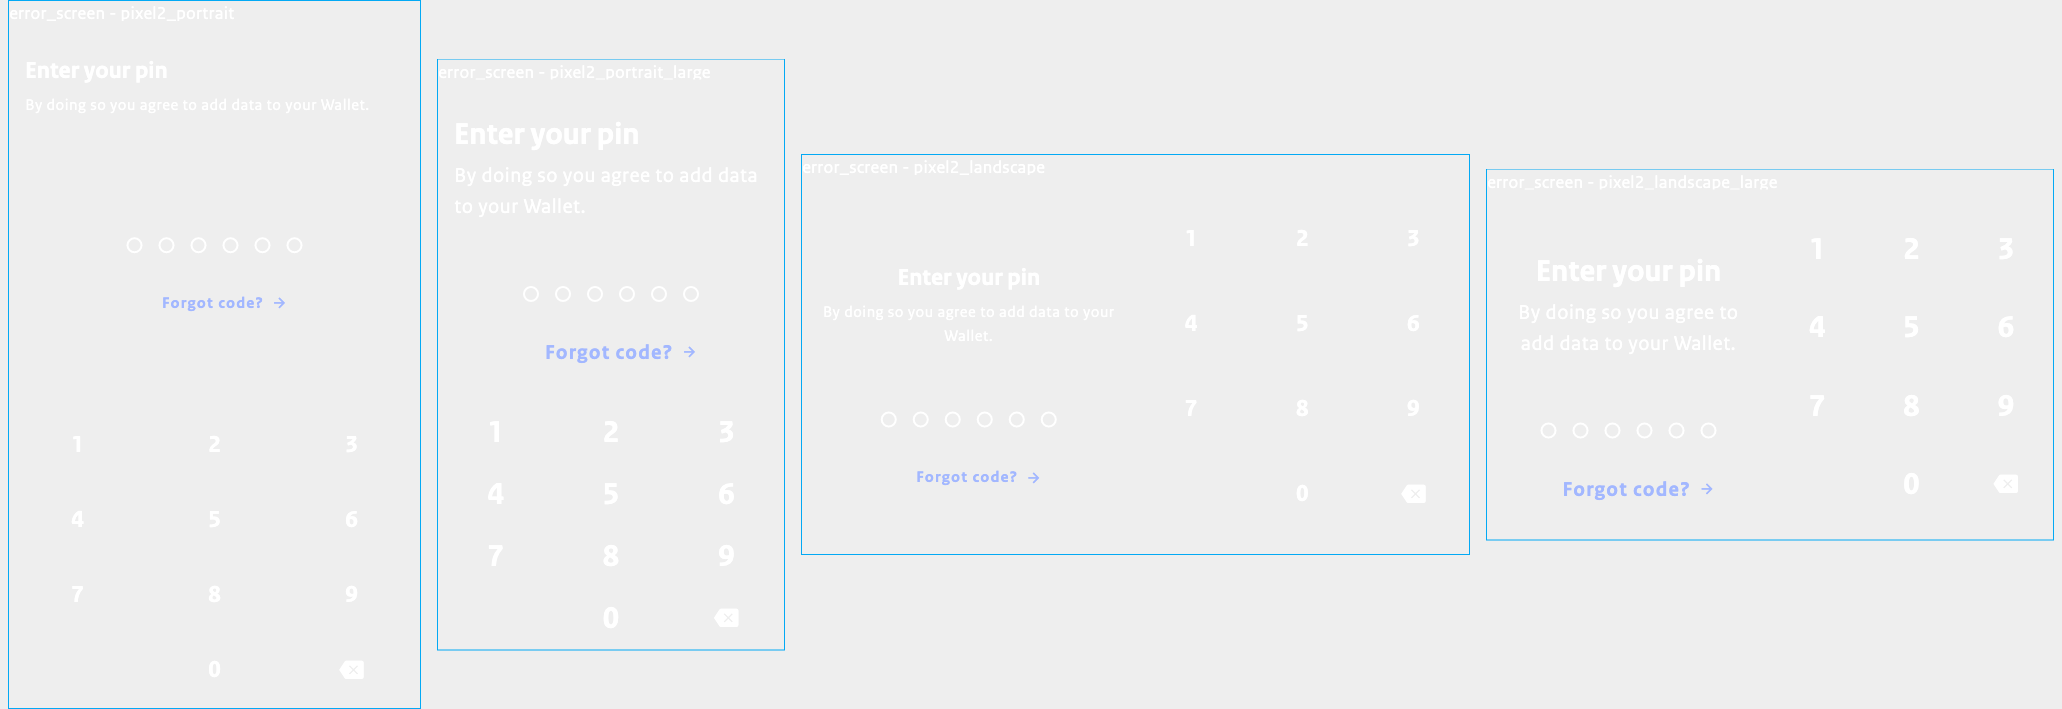 error_screen - pixel2_portrait
Enter your pin
By doing so you agree to add data to your Wallet.
Forgot code? →
1 2 3
4 5 6
7 8 9
0
error_screen - pixel2_portrait_large
Enter your pin
By doing so you agree to add data
to your Wallet.
Forgot code? →
1 2 3
4 5 6
7 8 9
0
error_screen - pixel2_landscape
Enter your pin
By doing so you agree to add data to your
Wallet.
Forgot code? →
1 2 3
4 5 6
7 8 9
0
error_screen - pixel2_landscape_large
Enter your pin
By doing so you agree to
add data to your Wallet.
Forgot code? →
1 2 3
4 5 6
7 8 9
0